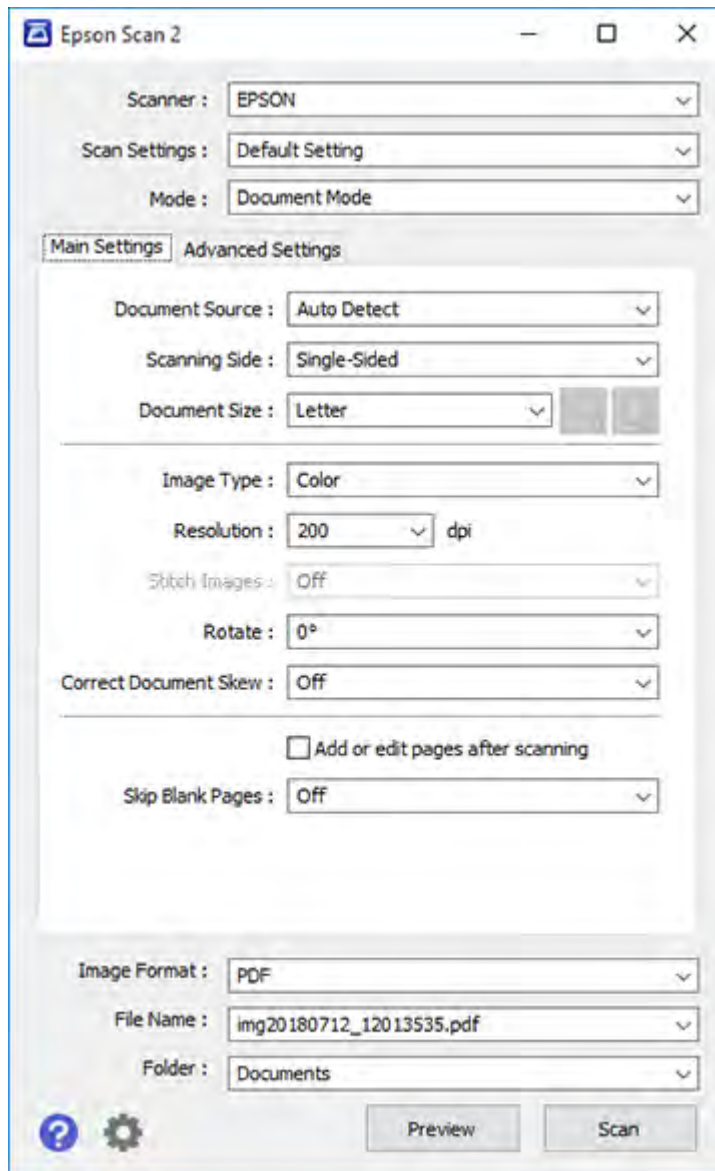 Epson Scan 2
Scanner : EPSON
Scan Settings : Default Setting
Mode : Document Mode
Main Settings Advanced Settings
Document Source : Auto Detect
Scanning Side : Single-Sided
Document Size : Letter
Image Type : Color
Resolution : 200 dpi
Stitch Images : Off
Rotate : 0°
Correct Document Skew : Off
Add or edit pages after scanning
Skip Blank Pages : Off
Image Format : PDF
File Name : img20180712_12013535.pdf
Folder : Documents
? Preview Scan